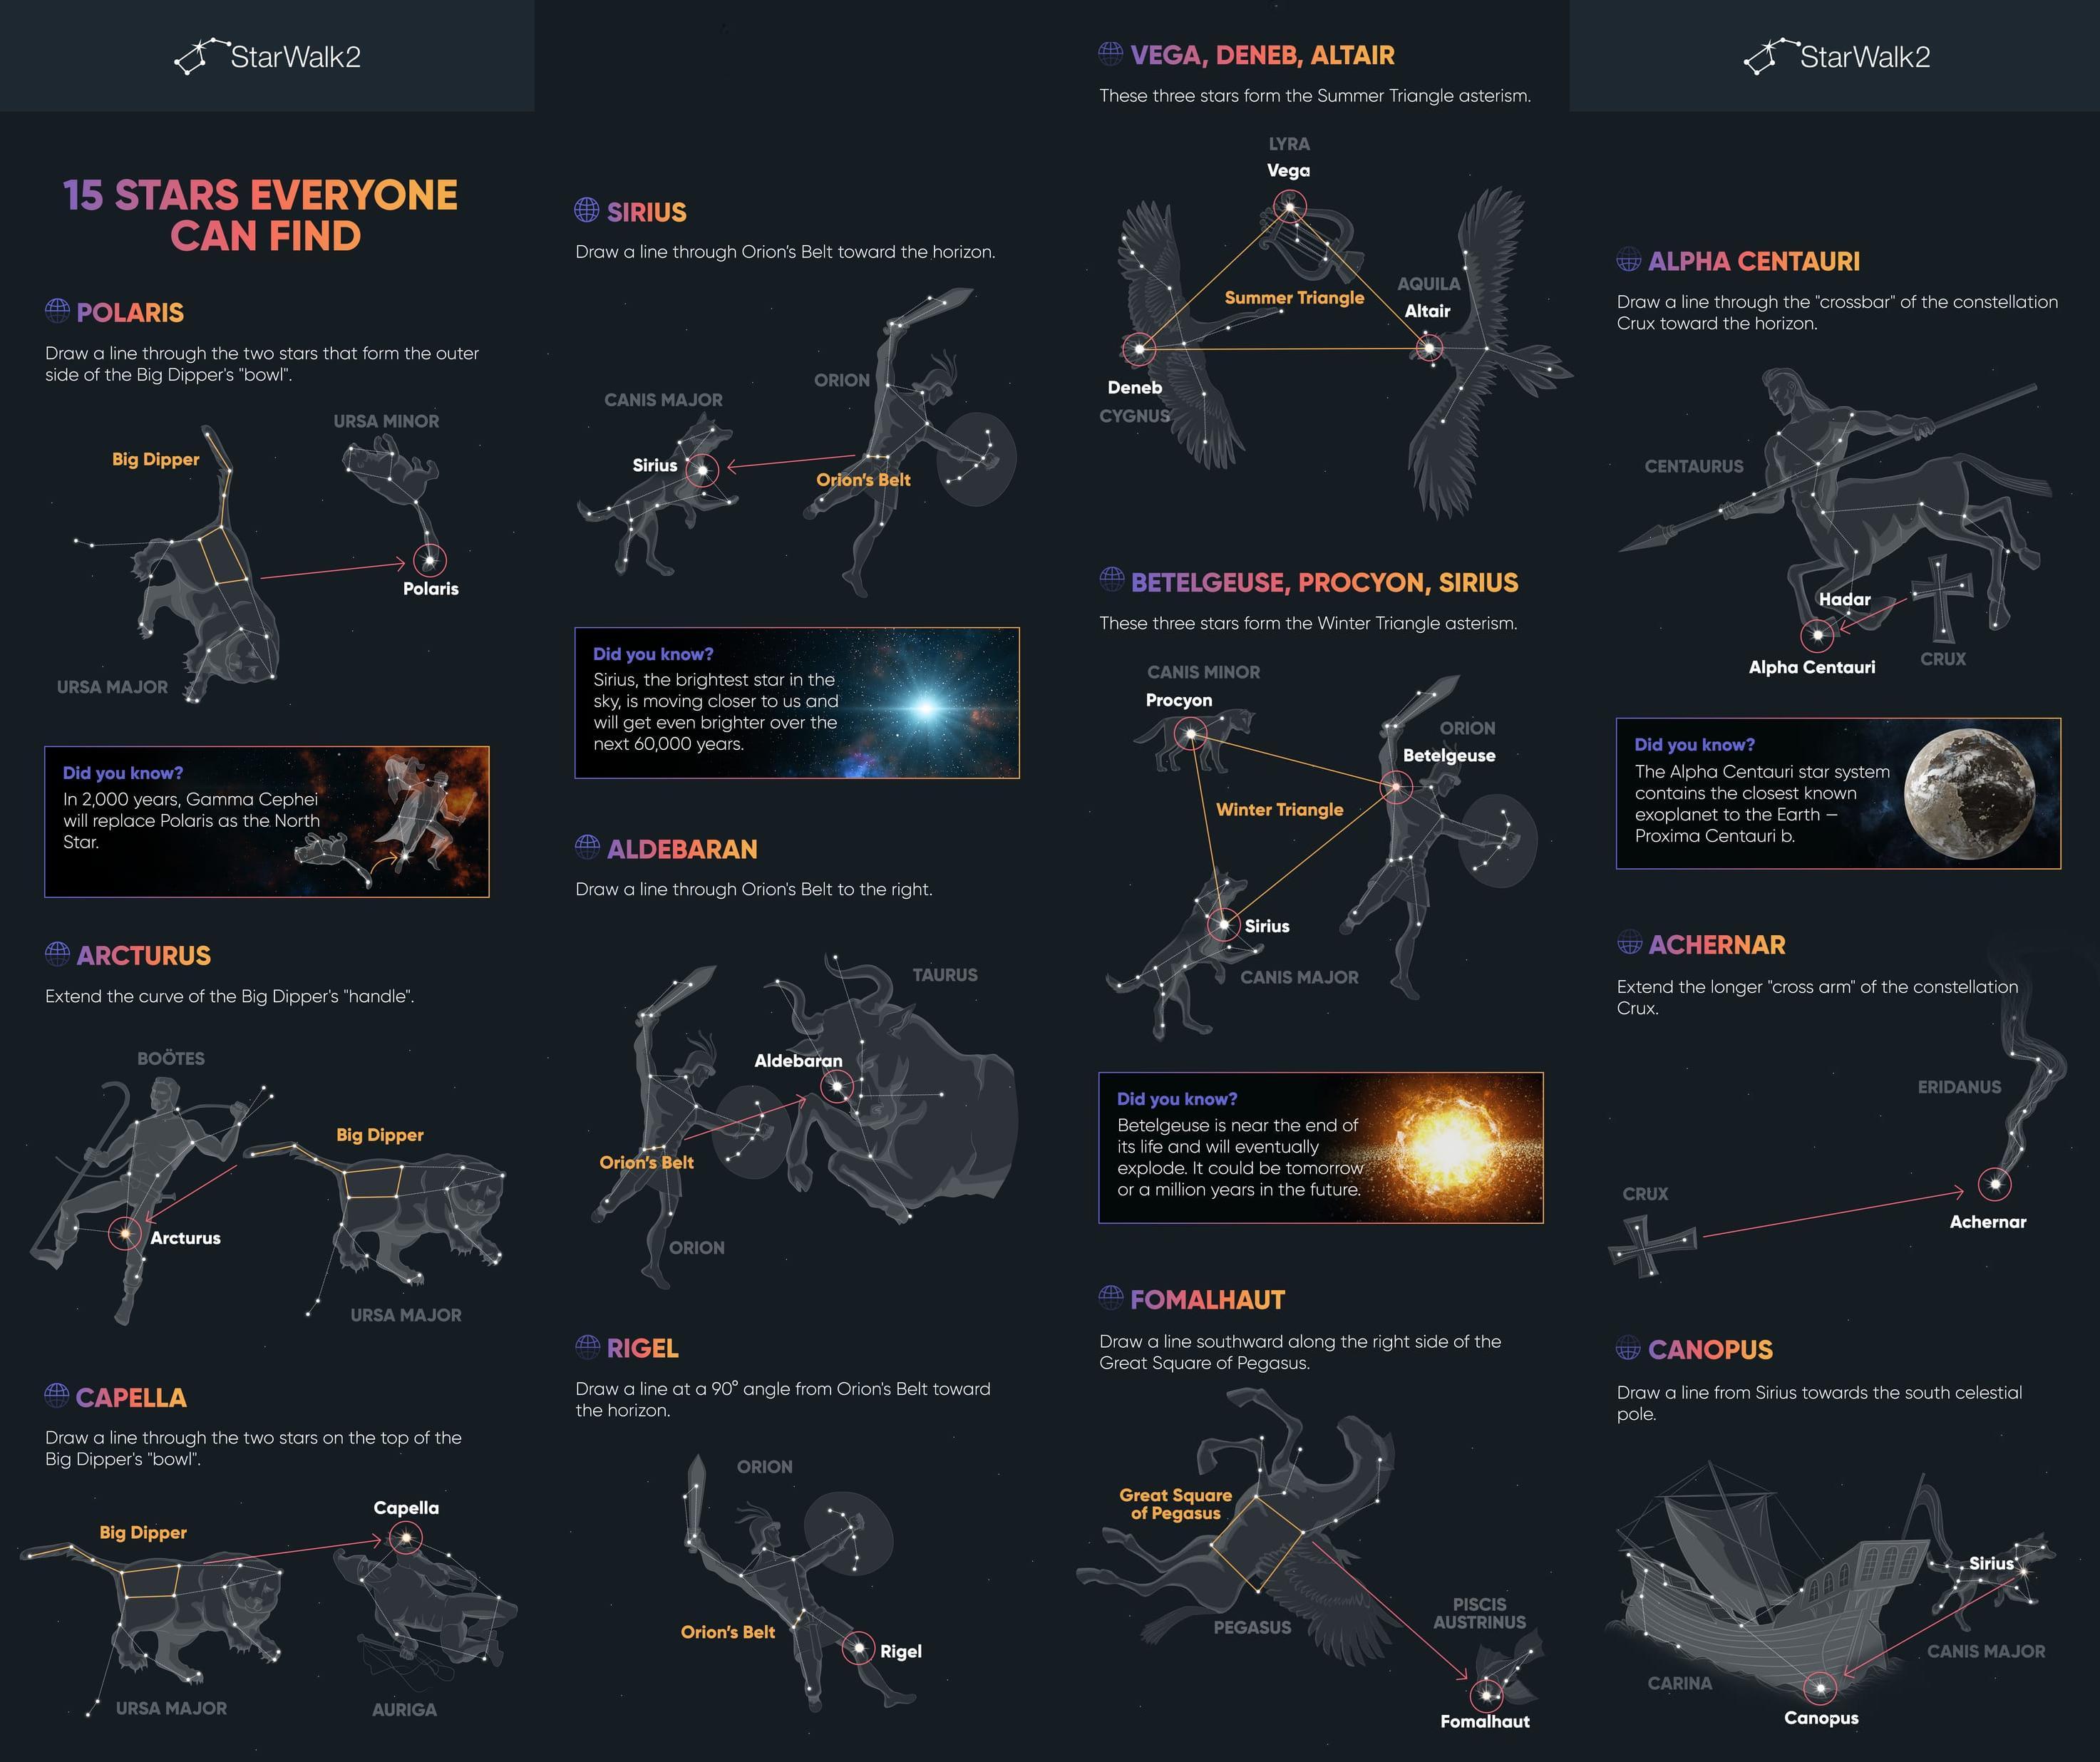 StarWalk2
15 STARS EVERYONE
CAN FIND
POLARIS
Draw a line through the two stars that form the outer
side of the Big Dipper's "bowl".
URSA MINOR
Big Dipper
Polaris
URSA MAJOR
Did you know?
In 2,000 years, Gamma Cephei
will replace Polaris as the North
Star.
ARCTURUS
Extend the curve of the Big Dipper's "handle".
BOÖTES
Big Dipper
Arcturus
URSA MAJOR
CAPELLA
Draw a line through the two stars on the top of the
Big Dipper's "bowl".
Capella
Big Dipper
URSA MAJOR
AURIGA
SIRIUS
Draw a line through Orion’s Belt toward the horizon.
ORION
CANIS MAJOR
Sirius
Orion’s Belt
Did you know?
Sirius, the brightest star in the
sky, is moving closer to us and
will get even brighter over the
next 60,000 years.
ALDEBARAN
Draw a line through Orion's Belt to the right.
TAURUS
Aldebaran
Orion’s Belt
ORION
RIGEL
Draw a line at a 90° angle from Orion's Belt toward
the horizon.
ORION
Orion’s Belt
Rigel
VEGA, DENEB, ALTAIR
These three stars form the Summer Triangle asterism.
LYRA
Vega
AQUILA
Summer Triangle
Altair
Deneb
CYGNUS
BETELGEUSE, PROCYON, SIRIUS
These three stars form the Winter Triangle asterism.
CANIS MINOR
Procyon
ORION
Betelgeuse
Winter Triangle
Sirius
CANIS MAJOR
Did you know?
Betelgeuse is near the end of
its life and will eventually
explode. It could be tomorrow
or a million years in the future.
FOMALHAUT
Draw a line southward along the right side of the
Great Square of Pegasus.
Great Square
of Pegasus
PEGASUS
PISCIS
AUSTRINUS
Fomalhaut
StarWalk2
ALPHA CENTAURI
Draw a line through the "crossbar" of the constellation
Crux toward the horizon.
CENTAURUS
Hadar
Alpha Centauri
CRUX
Did you know?
The Alpha Centauri star system
contains the closest known
exoplanet to the Earth –
Proxima Centauri b.
ACHERNAR
Extend the longer "cross arm" of the constellation
Crux.
ERIDANUS
CRUX
Achernar
CANOPUS
Draw a line from Sirius towards the south celestial
pole.
Sirius
CANIS MAJOR
CARINA
Canopus